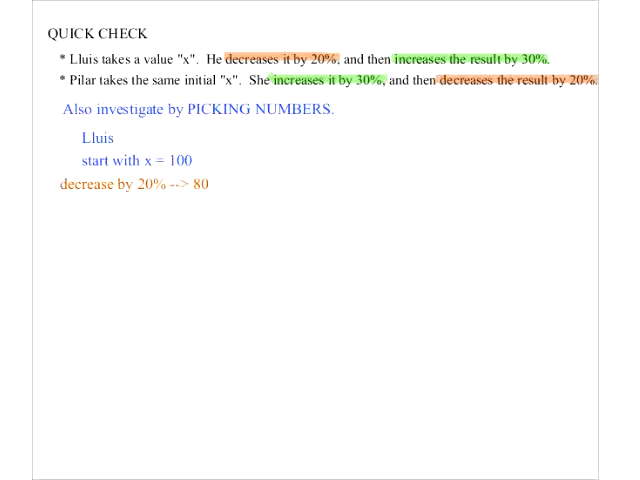 QUICK CHECK
* Lluis takes a value "x". He decreases it by 20%, and then increases the result by 30%.
* Pilar takes the same initial "x". She increases it by 30%, and then decreases the result by 20%.
Also investigate by PICKING NUMBERS.
Lluis
start with x = 100
decrease by 20% --> 80